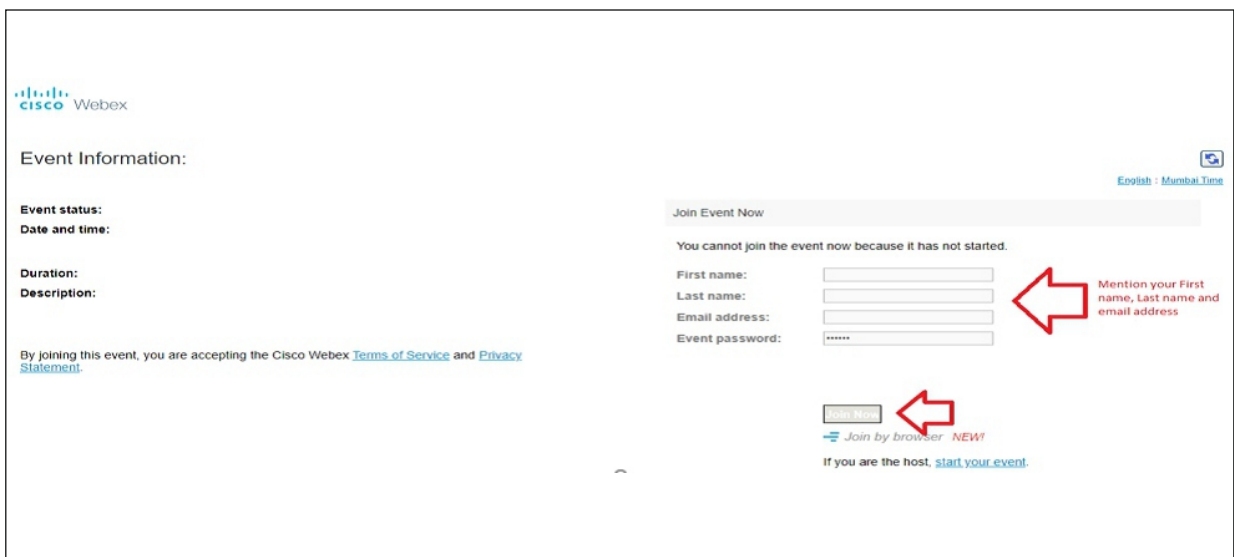 cisco Webex
Event Information:
English : Mumbai Time
Event status:
Date and time:
Duration:
Description:
By joining this event, you are accepting the Cisco Webex Terms of Service and Privacy
Statement.
Join Event Now
You cannot join the event now because it has not started.
First name:
Last name:
Email address:
Event password: ••••••
Mention your First
name, Last name and
email address
Join Now
Join by browser NEW!
If you are the host, start your event.